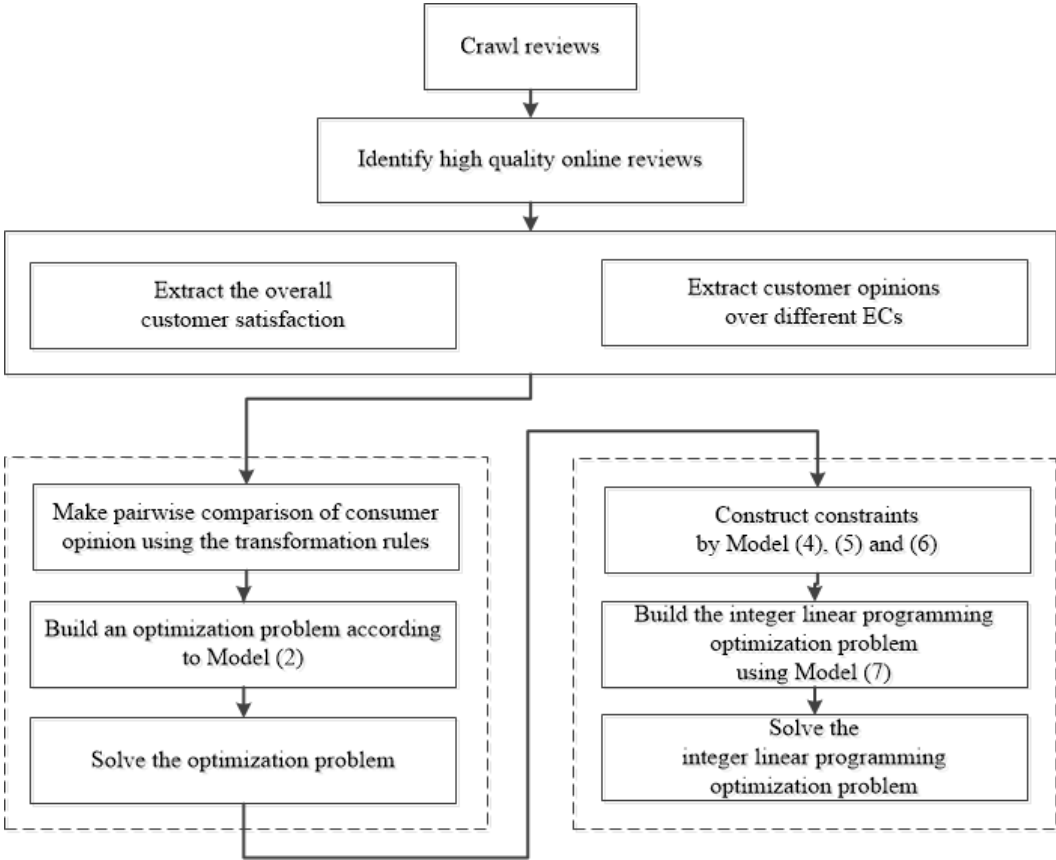 Crawl reviews
Identify high quality online reviews
Extract the overall
customer satisfaction
Extract customer opinions
over different ECs
Make pairwise comparison of consumer
opinion using the transformation rules
Build an optimization problem according
to Model (2)
Solve the optimization problem
Construct constraints
by Model (4), (5) and (6)
Build the integer linear programming
optimization problem
using Model (7)
Solve the
integer linear programming
optimization problem